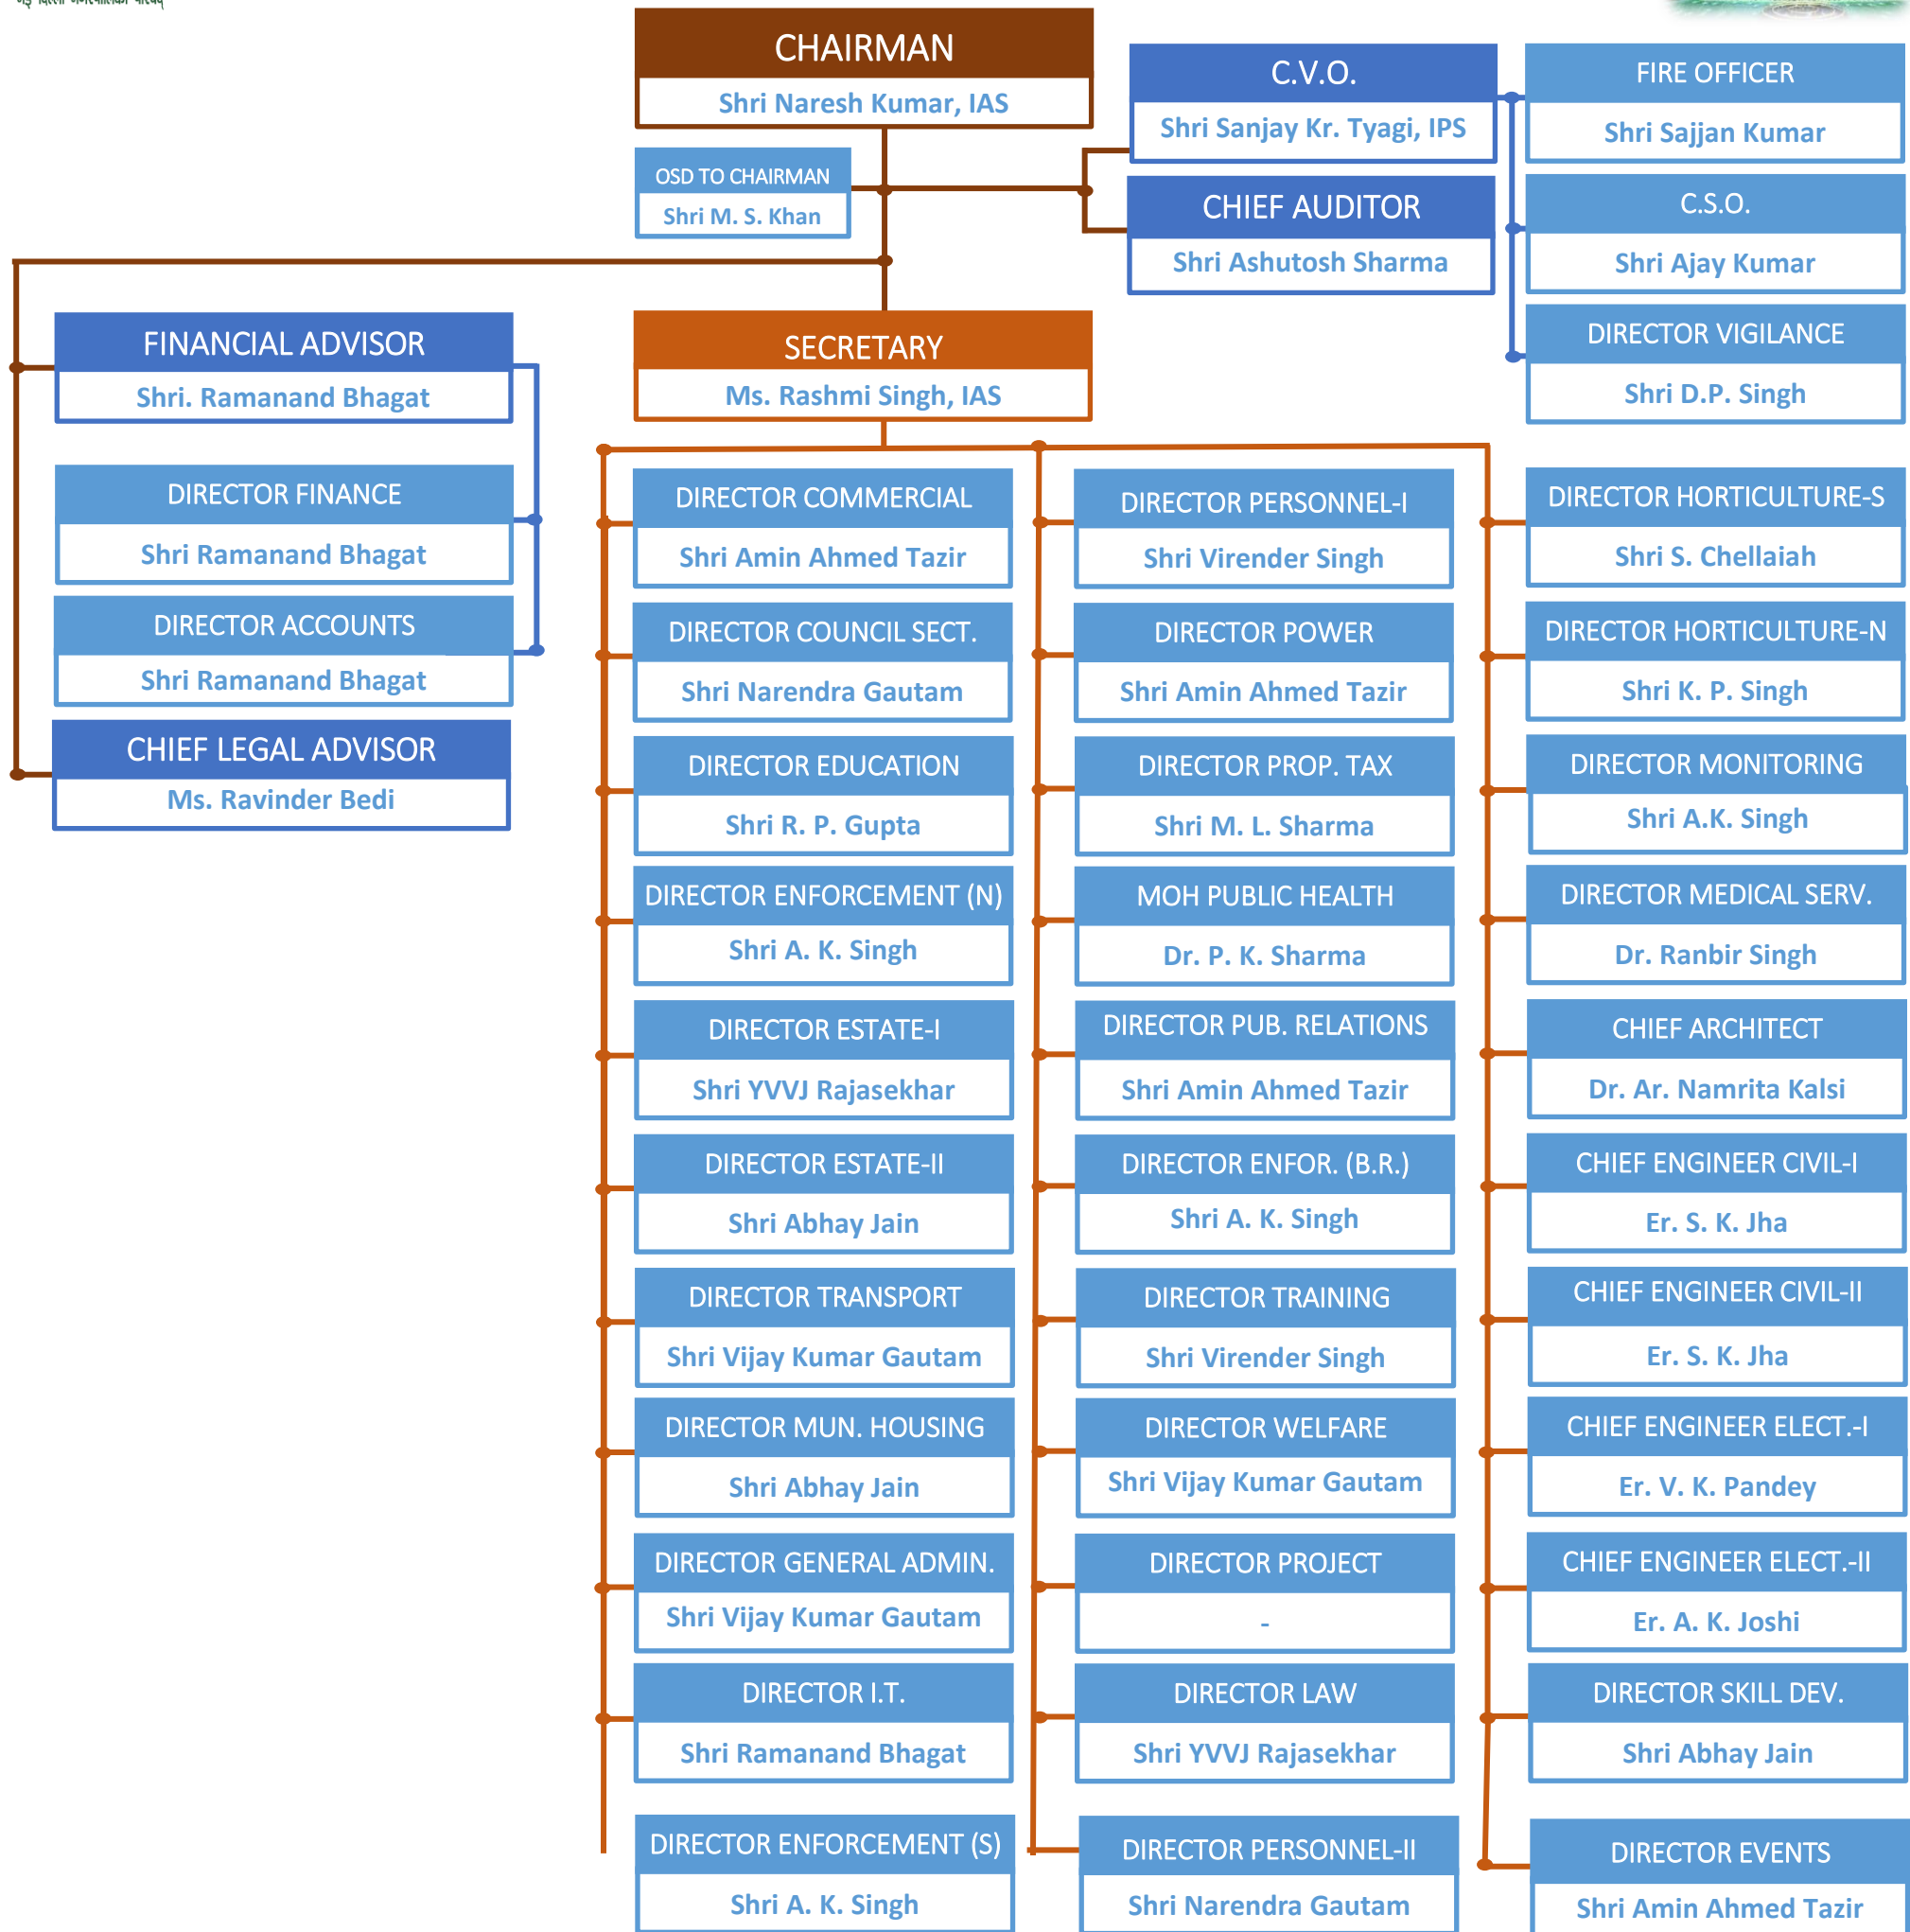 नई दिल्ली नगरपालिका परिषद्
CHAIRMAN
Shri Naresh Kumar, IAS
OSD TO CHAIRMAN
Shri M. S. Khan
C.V.O.
Shri Sanjay Kr. Tyagi, IPS
CHIEF AUDITOR
Shri Ashutosh Sharma
FIRE OFFICER
Shri Sajjan Kumar
C.S.O.
Shri Ajay Kumar
DIRECTOR VIGILANCE
Shri D.P. Singh
FINANCIAL ADVISOR
Shri. Ramanand Bhagat
DIRECTOR FINANCE
Shri Ramanand Bhagat
DIRECTOR ACCOUNTS
Shri Ramanand Bhagat
CHIEF LEGAL ADVISOR
Ms. Ravinder Bedi
SECRETARY
Ms. Rashmi Singh, IAS
DIRECTOR COMMERCIAL
Shri Amin Ahmed Tazir
DIRECTOR COUNCIL SECT.
Shri Narendra Gautam
DIRECTOR EDUCATION
Shri R. P. Gupta
DIRECTOR ENFORCEMENT (N)
Shri A. K. Singh
DIRECTOR ESTATE-I
Shri YVVJ Rajasekhar
DIRECTOR ESTATE-II
Shri Abhay Jain
DIRECTOR TRANSPORT
Shri Vijay Kumar Gautam
DIRECTOR MUN. HOUSING
Shri Abhay Jain
DIRECTOR GENERAL ADMIN.
Shri Vijay Kumar Gautam
DIRECTOR I.T.
Shri Ramanand Bhagat
DIRECTOR ENFORCEMENT (S)
Shri A. K. Singh
DIRECTOR PERSONNEL-I
Shri Virender Singh
DIRECTOR POWER
Shri Amin Ahmed Tazir
DIRECTOR PROP. TAX
Shri M. L. Sharma
MOH PUBLIC HEALTH
Dr. P. K. Sharma
DIRECTOR PUB. RELATIONS
Shri Amin Ahmed Tazir
DIRECTOR ENFOR. (B.R.)
Shri A. K. Singh
DIRECTOR TRAINING
Shri Virender Singh
DIRECTOR WELFARE
Shri Vijay Kumar Gautam
DIRECTOR PROJECT
-
DIRECTOR LAW
Shri YVVJ Rajasekhar
DIRECTOR PERSONNEL-II
Shri Narendra Gautam
DIRECTOR HORTICULTURE-S
Shri S. Chellaiah
DIRECTOR HORTICULTURE-N
Shri K. P. Singh
DIRECTOR MONITORING
Shri A.K. Singh
DIRECTOR MEDICAL SERV.
Dr. Ranbir Singh
CHIEF ARCHITECT
Dr. Ar. Namrita Kalsi
CHIEF ENGINEER CIVIL-I
Er. S. K. Jha
CHIEF ENGINEER CIVIL-II
Er. S. K. Jha
CHIEF ENGINEER ELECT.-I
Er. V. K. Pandey
CHIEF ENGINEER ELECT.-II
Er. A. K. Joshi
DIRECTOR SKILL DEV.
Shri Abhay Jain
DIRECTOR EVENTS
Shri Amin Ahmed Tazir